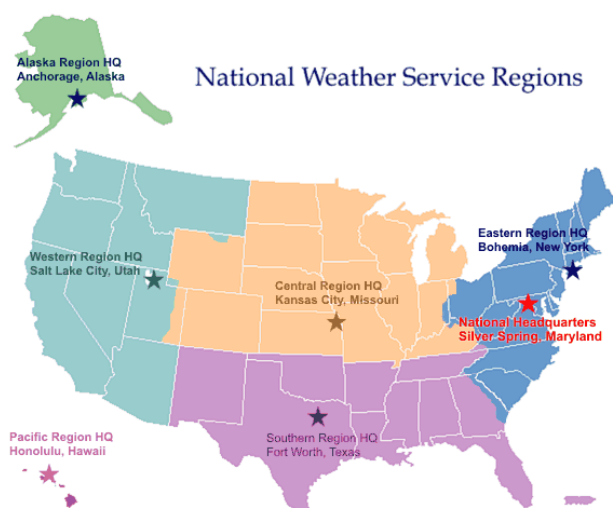 Alaska Region HQ
Anchorage, Alaska
National Weather Service Regions
Eastern Region HQ
Bohemia, New York
Western Region HQ
Salt Lake City, Utah
Central Region HQ
Kansas City, Missouri
National Headquarters
Silver Spring, Maryland
Pacific Region HQ
Honolulu, Hawaii
Southern Region HQ
Fort Worth, Texas